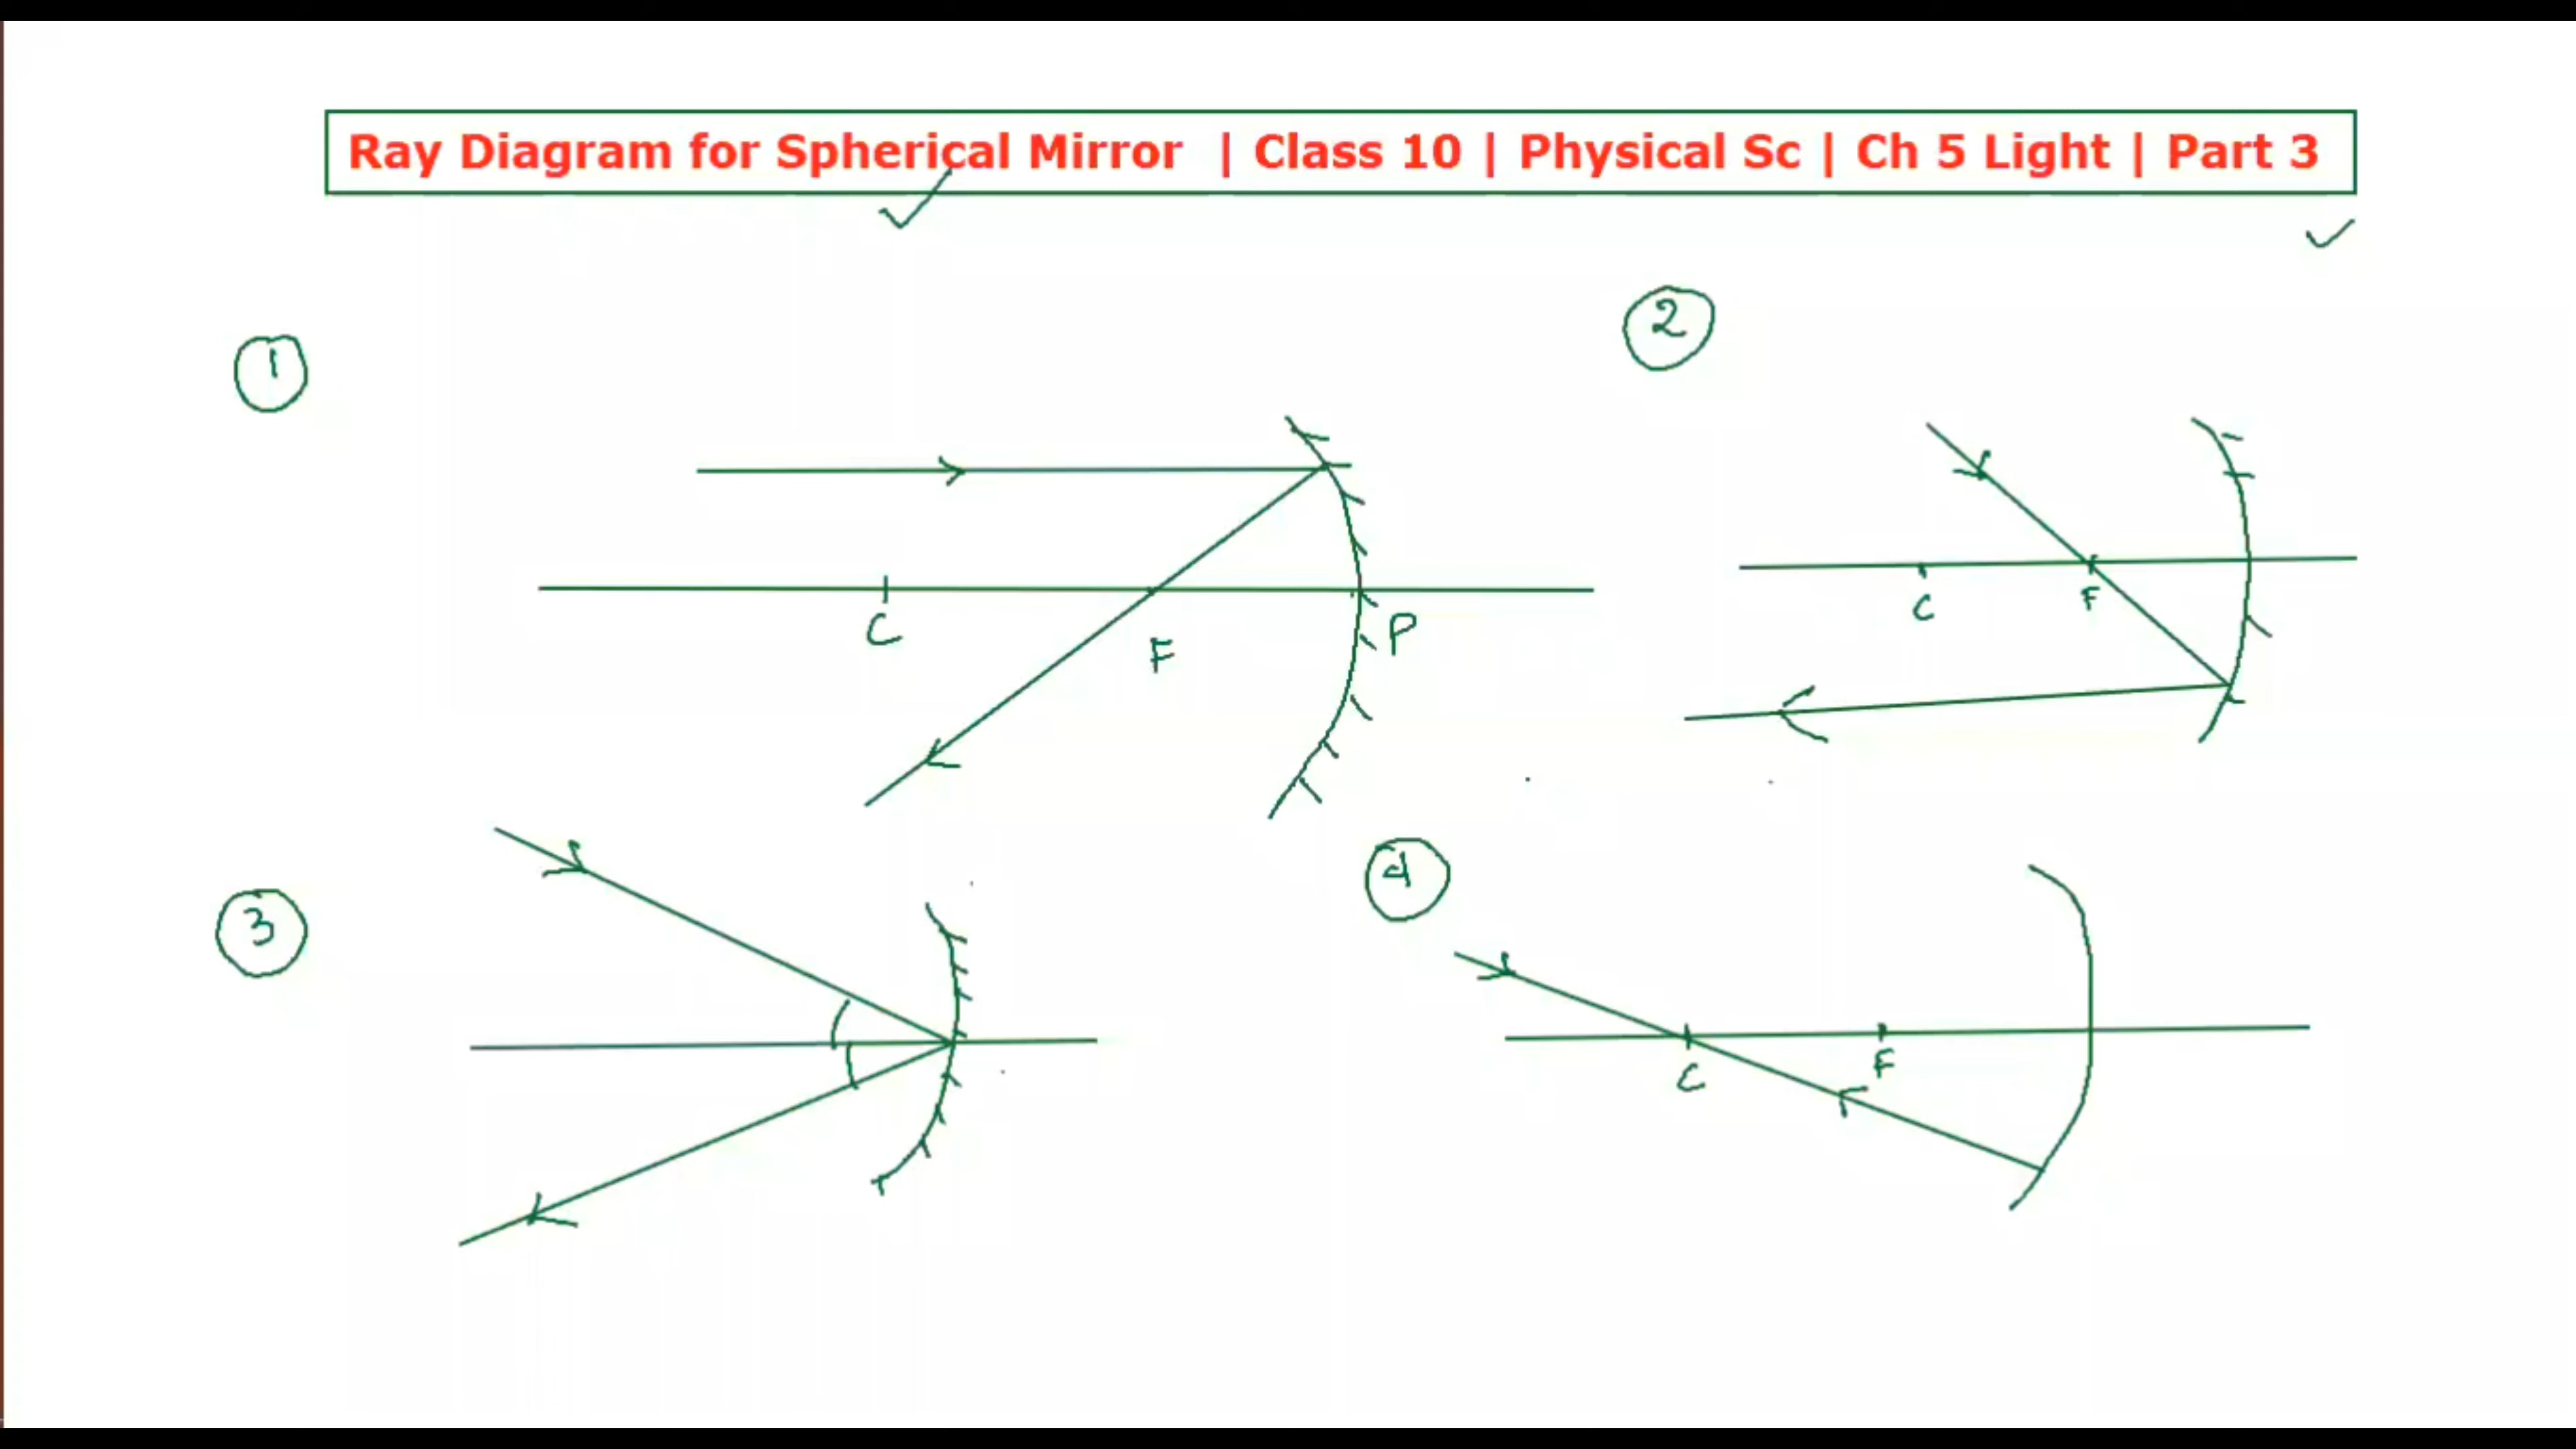 Ray Diagram for Spherical Mirror | Class 10 | Physical Sc | Ch 5 Light | Part 3
1
2
C
F
P
C
F
3
4
C
F